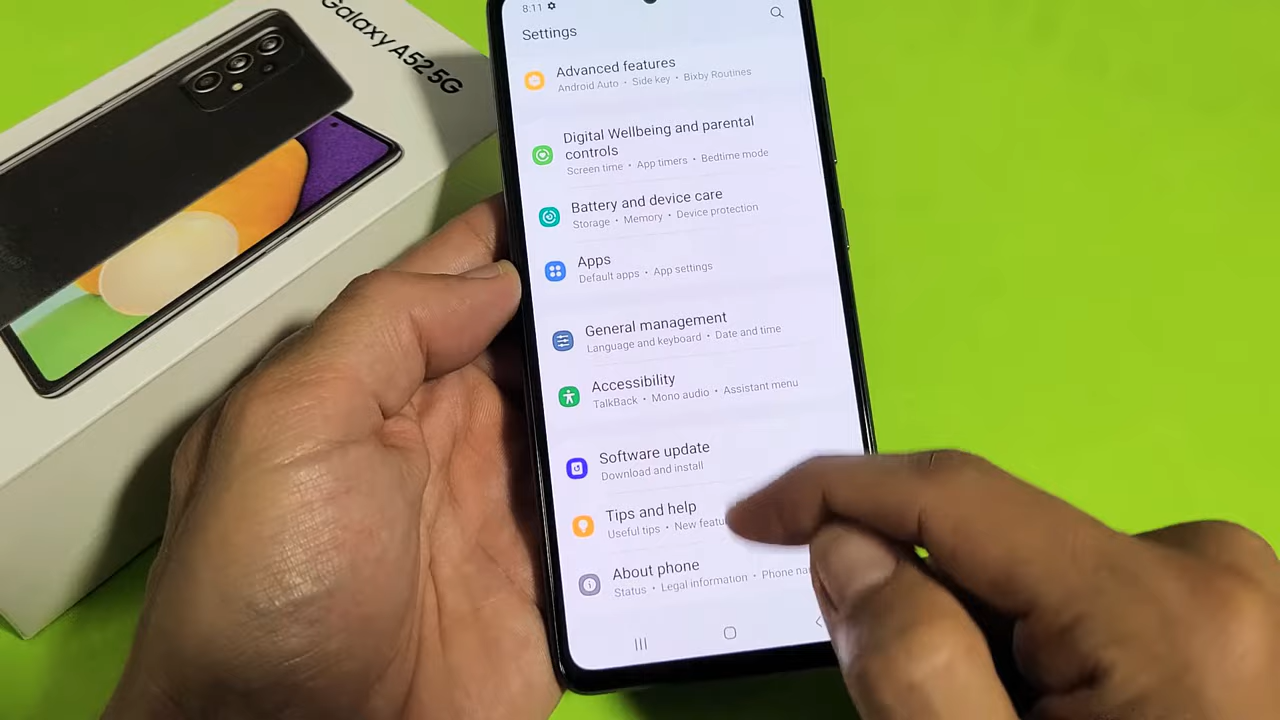 Galaxy A52 5G
8:11
Settings
Advanced features
Android Auto • Side key • Bixby Routines
Digital Wellbeing and parental
controls
Screen time • App timers • Bedtime mode
Battery and device care
Storage • Memory • Device protection
Apps
Default apps • App settings
General management
Language and keyboard • Date and time
Accessibility
TalkBack • Mono audio • Assistant menu
Software update
Download and install
Tips and help
Useful tips • New featu
About phone
Status • Legal information • Phone na